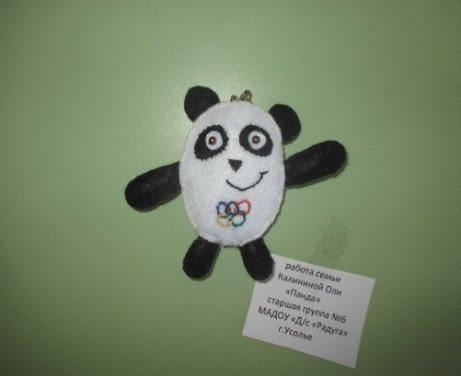 работа семьи
Калининой Оли
«Панда»
старшая группа №6
МАДОУ «Д/с «Радуга»
г.Усолье